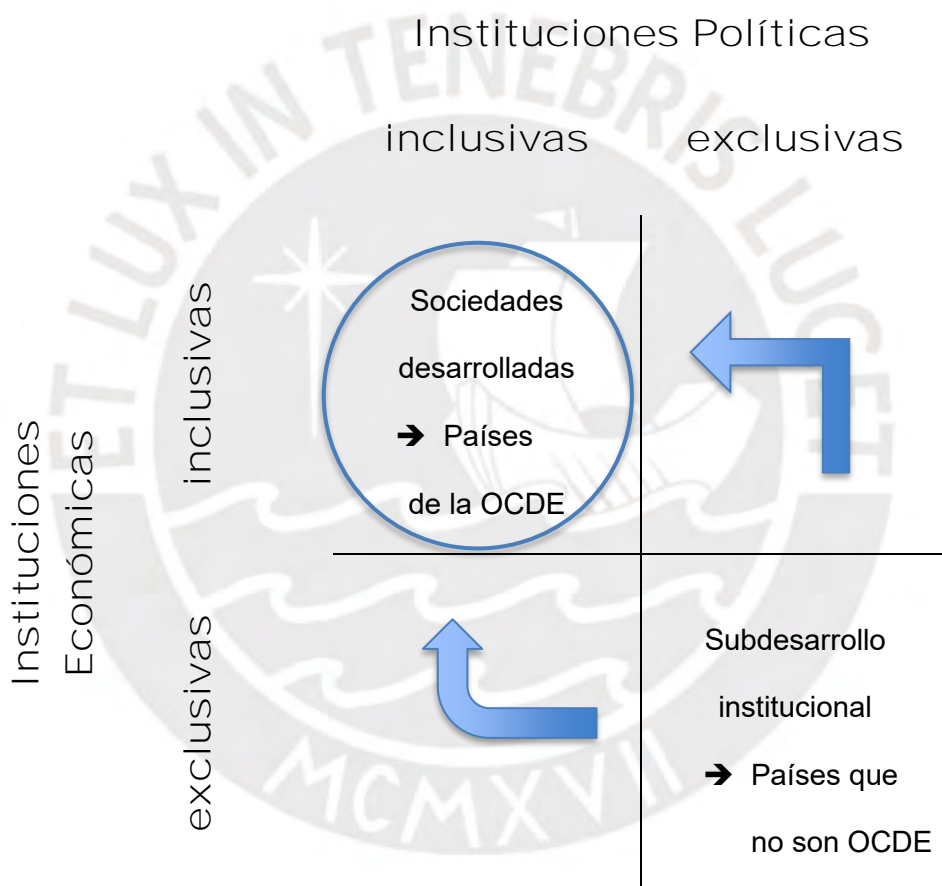 Instituciones Políticas
inclusivas exclusivas
Instituciones
Económicas
inclusivas
Sociedades
desarrolladas
➔ Países
de la OCDE
exclusivas
Subdesarrollo
institucional
➔ Países que
no son OCDE
ET LUX IN TENEBRIS LUCET
MCMXVII